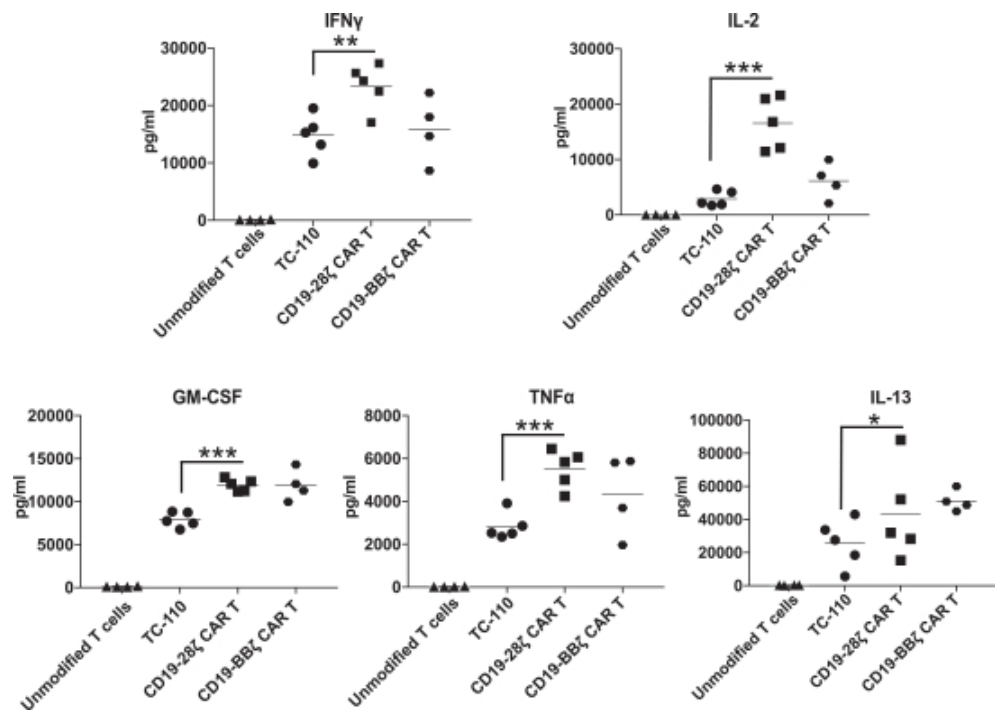 IFNγ
**
30000
20000
10000
0
pg/ml
Unmodified T cells
TC-110
CD19-28ζ CAR T
CD19-BBζ CAR T
IL-2
***
30000
20000
10000
0
pg/ml
Unmodified T cells
TC-110
CD19-28ζ CAR T
CD19-BBζ CAR T
GM-CSF
***
20000
15000
10000
5000
0
pg/ml
Unmodified T cells
TC-110
CD19-28ζ CAR T
CD19-BBζ CAR T
TNFα
***
8000
6000
4000
2000
0
pg/ml
Unmodified T cells
TC-110
CD19-28ζ CAR T
CD19-BBζ CAR T
IL-13
*
100000
80000
60000
40000
20000
0
pg/ml
Unmodified T cells
TC-110
CD19-28ζ CAR T
CD19-BBζ CAR T